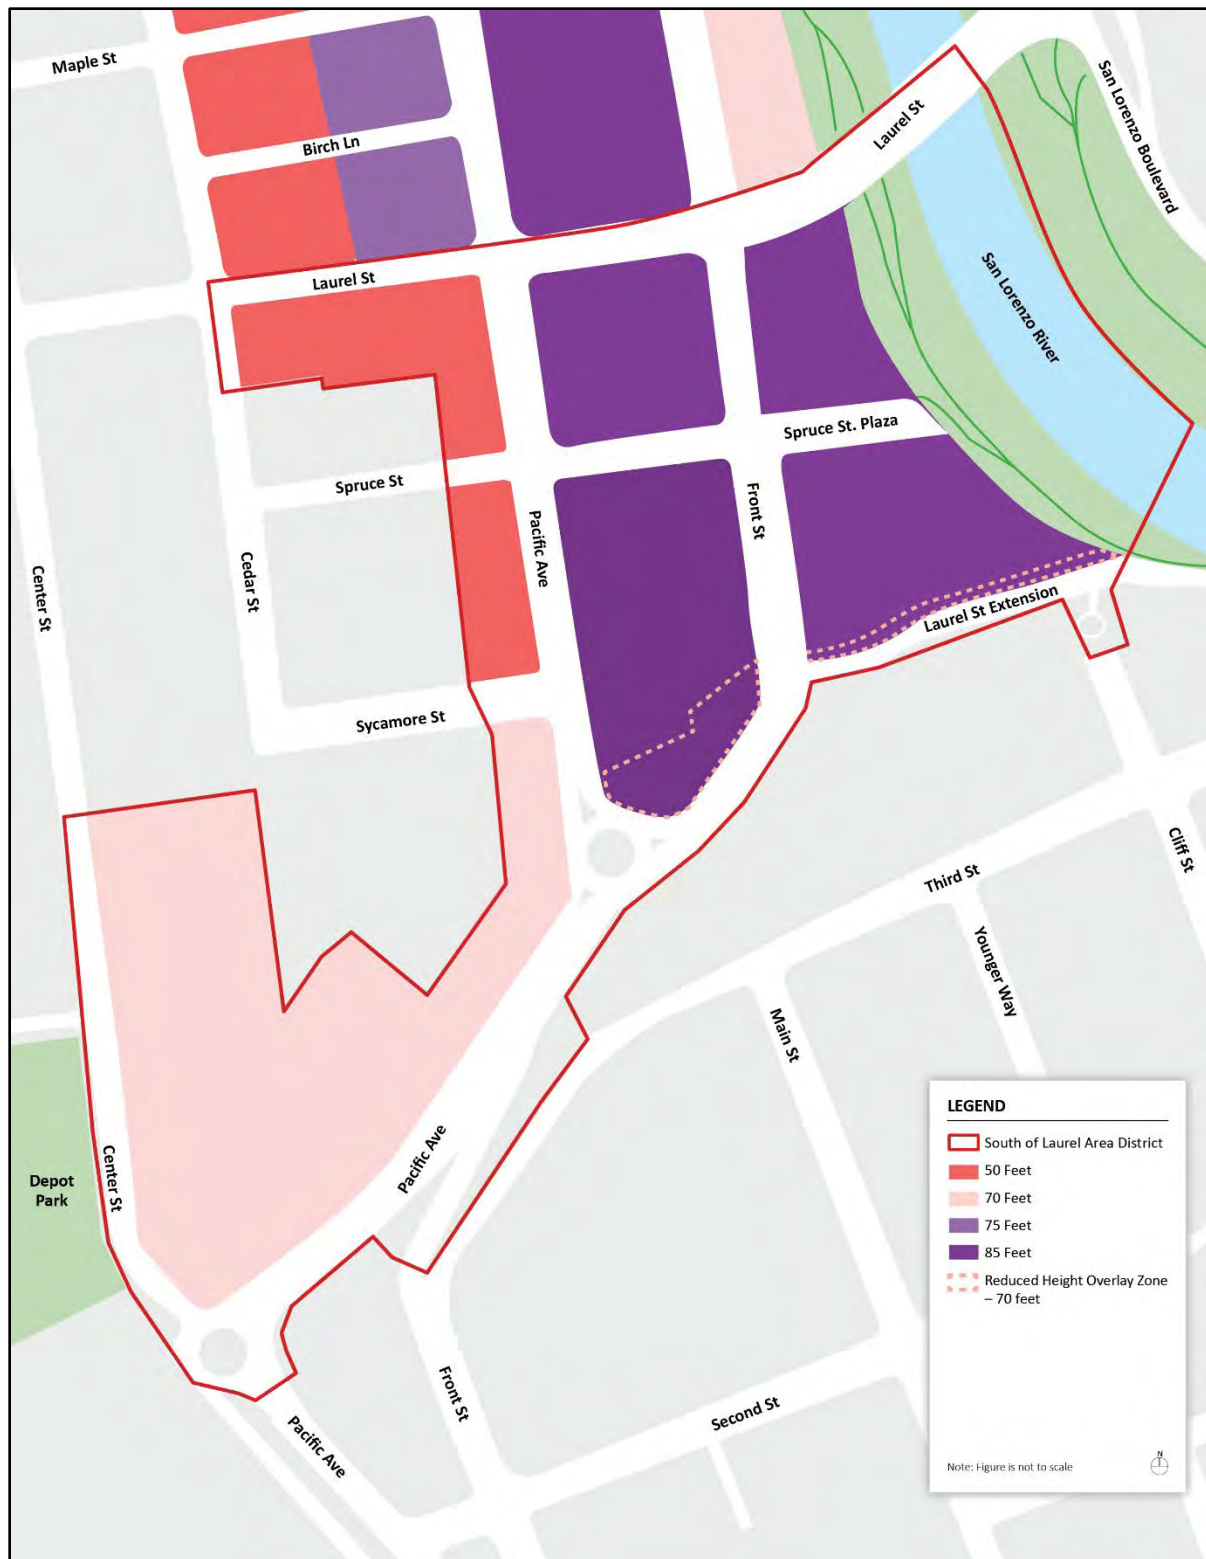 Maple St
Birch Ln
Laurel St
San Lorenzo Boulevard
Laurel St
San Lorenzo River
Spruce St. Plaza
Spruce St
Front St
Pacific Ave
Cedar St
Center St
Laurel St Extension
Sycamore St
Cliff St
Third St
Younger Way
Main St
Pacific Ave
Center St
Depot
Park
Front St
Second St
Pacific Ave
LEGEND
South of Laurel Area District
50 Feet
70 Feet
75 Feet
85 Feet
Reduced Height Overlay Zone
– 70 feet
Note: Figure is not to scale
N